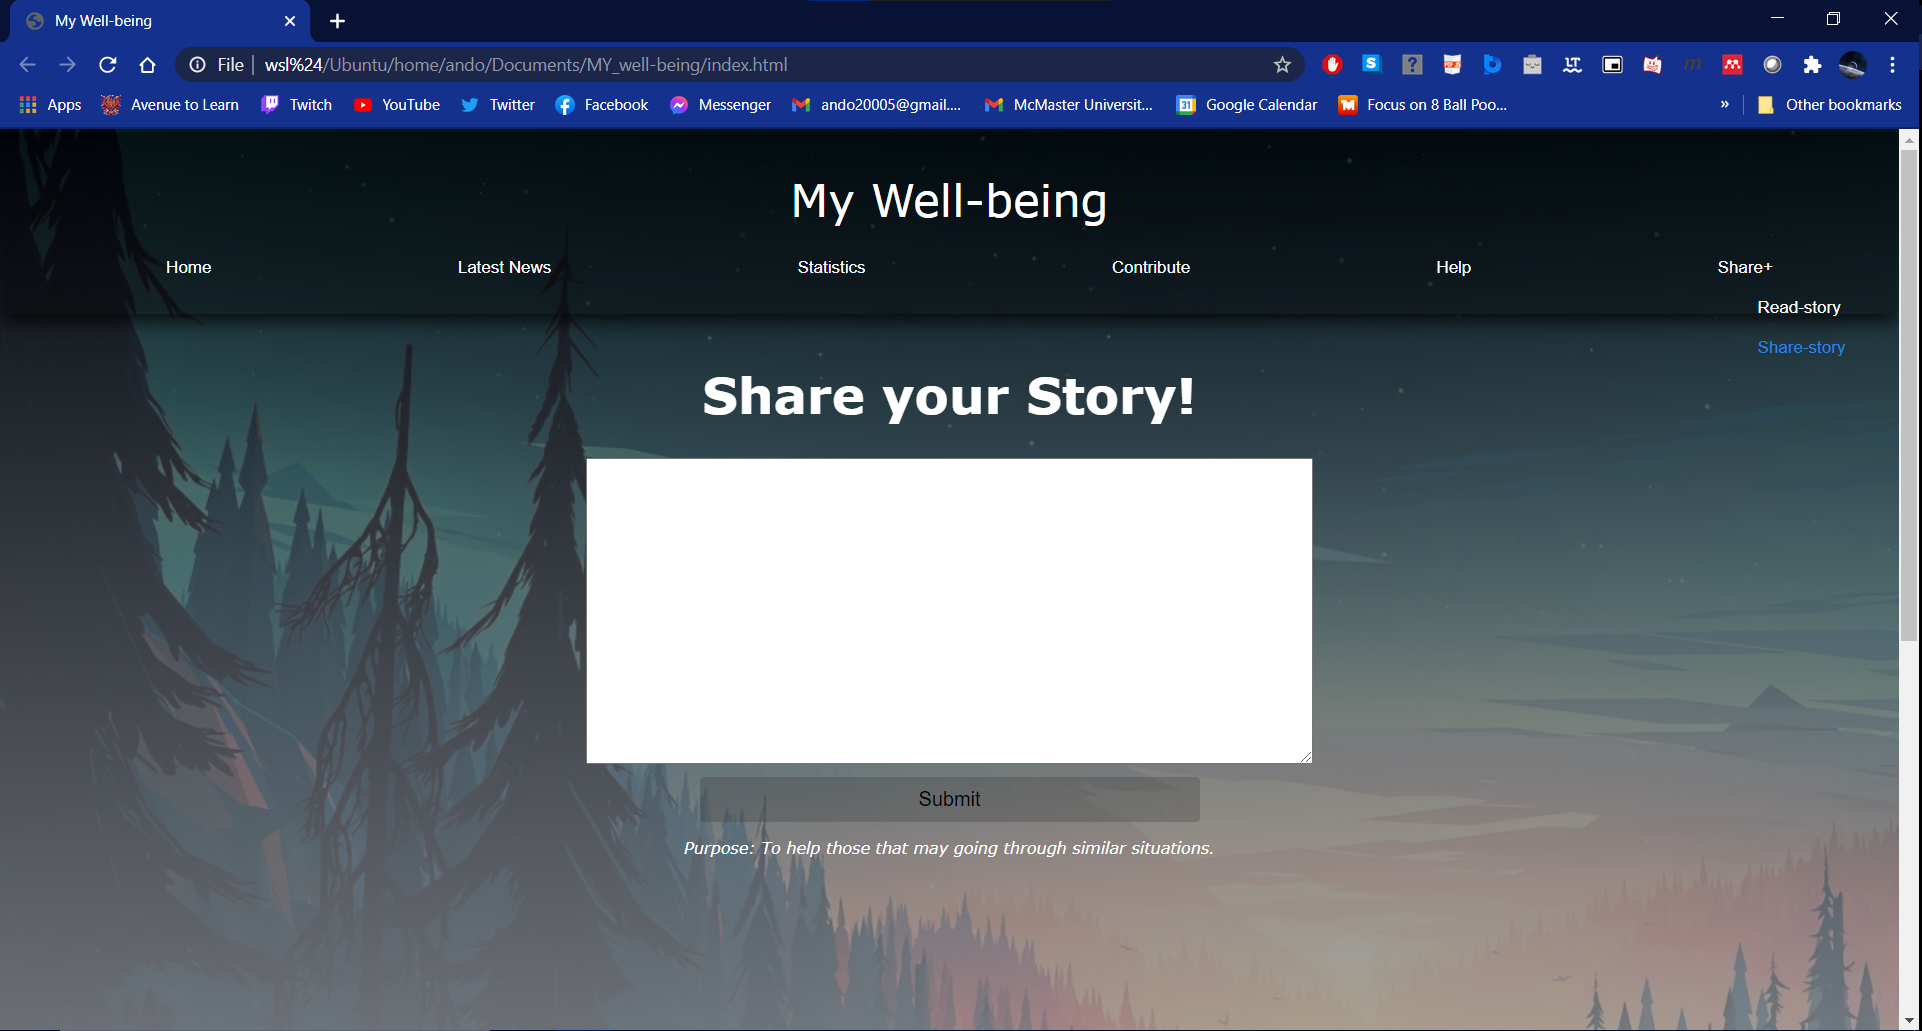 My Well-being
File | wsl%24/Ubuntu/home/ando/Documents/MY_well-being/index.html
Apps Avenue to Learn Twitch YouTube Twitter Facebook Messenger ando20005@gmail.... McMaster Universit... Google Calendar Focus on 8 Ball Poo... » Other bookmarks
My Well-being
Home Latest News Statistics Contribute Help Share+
Read-story
Share-story
Share your Story!
Submit
Purpose: To help those that may going through similar situations.